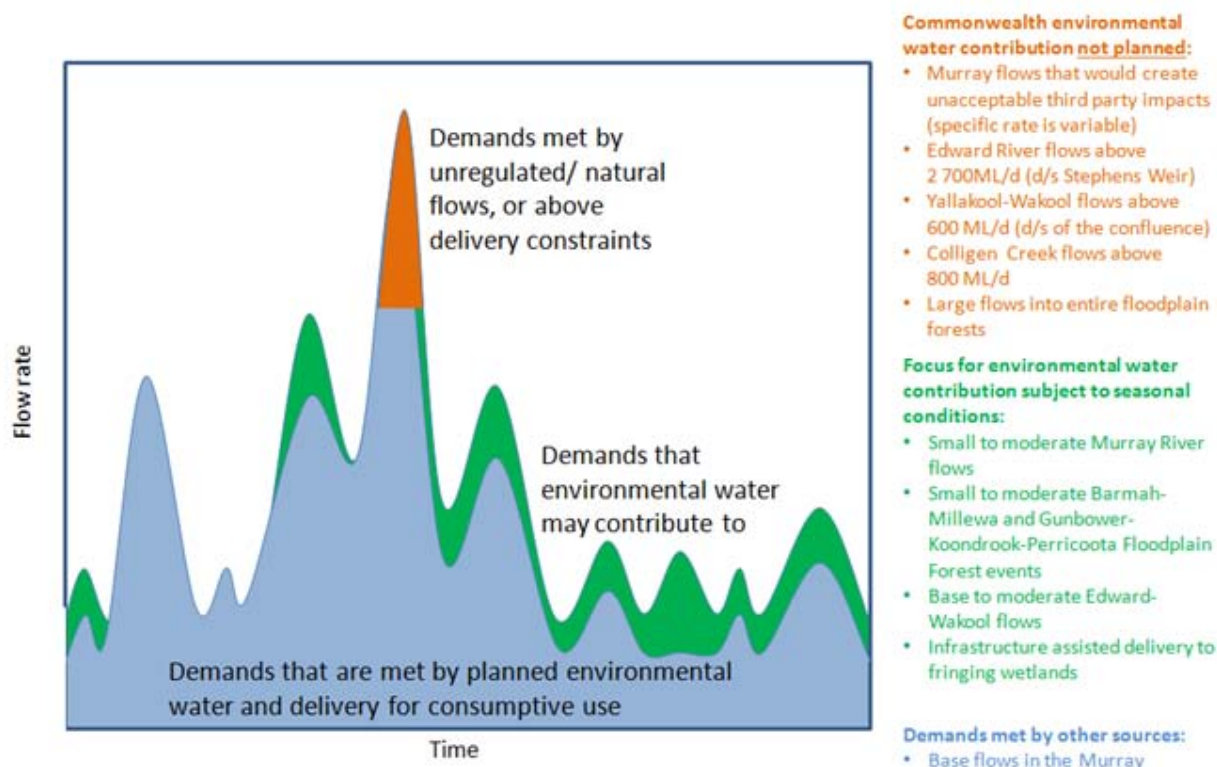 Flow rate
Demands met by
unregulated/ natural
flows, or above
delivery constraints
Demands that
environmental water
may contribute to
Demands that are met by planned environmental
water and delivery for consumptive use
Time
Commonwealth environmental
water contribution not planned:
• Murray flows that would create
unacceptable third party impacts
(specific rate is variable)
• Edward River flows above
2 700ML/d (d/s Stephens Weir)
• Yallakool-Wakool flows above
600 ML/d (d/s of the confluence)
• Colligen Creek flows above
800 ML/d
• Large flows into entire floodplain
forests
Focus for environmental water
contribution subject to seasonal
conditions:
• Small to moderate Murray River
flows
• Small to moderate Barmah-
Millewa and Gunbower-
Koondrook-Perricoota Floodplain
Forest events
• Base to moderate Edward-
Wakool flows
• Infrastructure assisted delivery to
fringing wetlands
Demands met by other sources:
• Base flows in the Murray